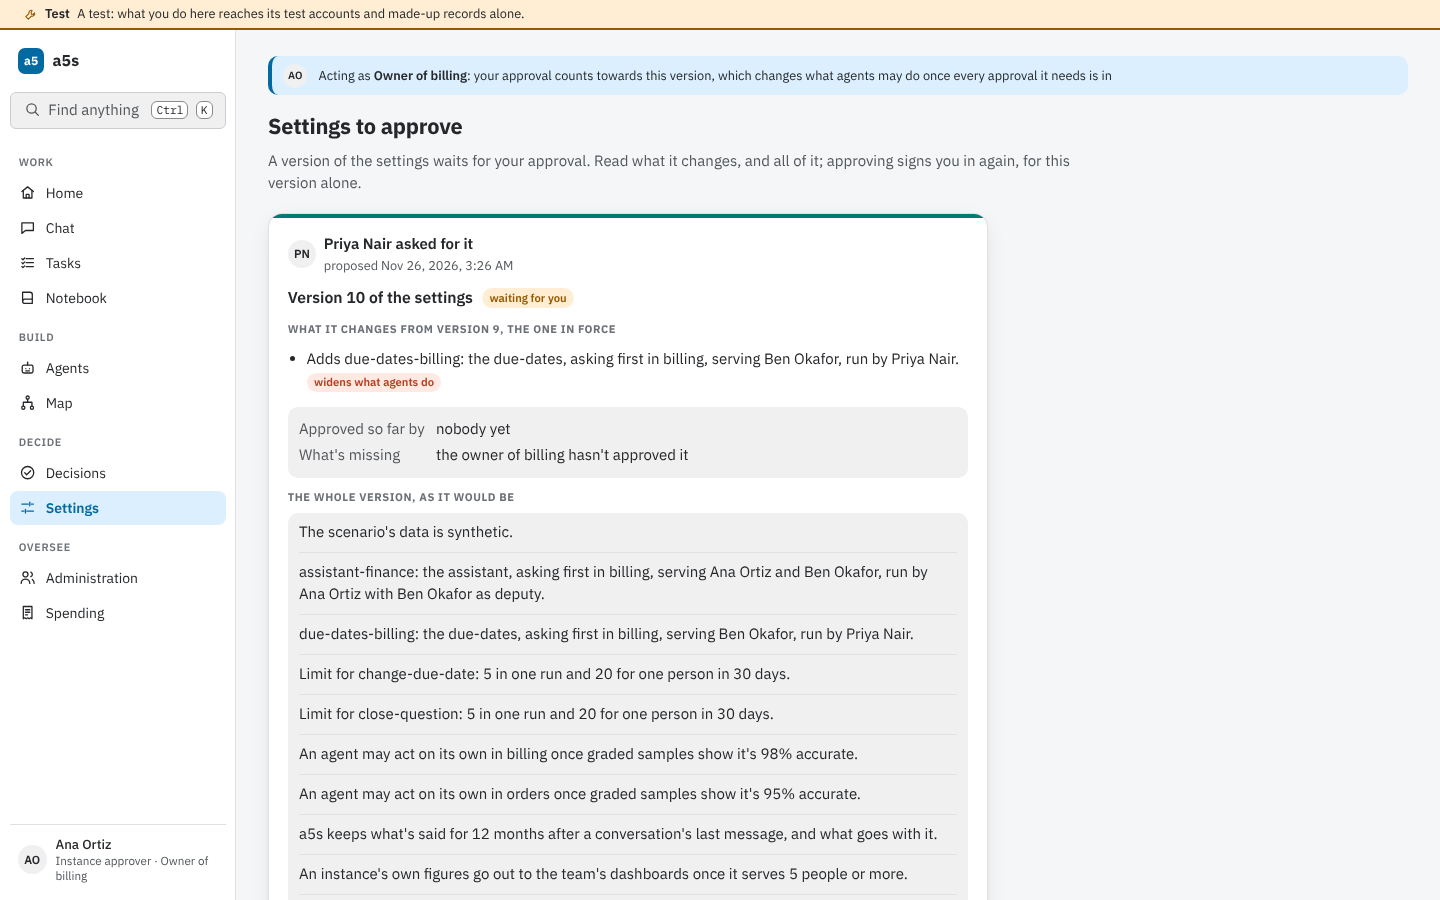 Test A test: what you do here reaches its test accounts and made-up records alone.
a5 a5s
Find anything Ctrl K
WORK
Home
Chat
Tasks
Notebook
BUILD
Agents
Map
DECIDE
Decisions
Settings
OVERSEE
Administration
Spending
AO Ana Ortiz
Instance approver · Owner of
billing
AO Acting as Owner of billing: your approval counts towards this version, which changes what agents may do once every approval it needs is in
Settings to approve
A version of the settings waits for your approval. Read what it changes, and all of it; approving signs you in again, for this
version alone.
PN Priya Nair asked for it
proposed Nov 26, 2026, 3:26 AM
Version 10 of the settings waiting for you
WHAT IT CHANGES FROM VERSION 9, THE ONE IN FORCE
• Adds due-dates-billing: the due-dates, asking first in billing, serving Ben Okafor, run by Priya Nair.
widens what agents do
Approved so far by nobody yet
What's missing the owner of billing hasn't approved it
THE WHOLE VERSION, AS IT WOULD BE
The scenario's data is synthetic.
assistant-finance: the assistant, asking first in billing, serving Ana Ortiz and Ben Okafor, run by
Ana Ortiz with Ben Okafor as deputy.
due-dates-billing: the due-dates, asking first in billing, serving Ben Okafor, run by Priya Nair.
Limit for change-due-date: 5 in one run and 20 for one person in 30 days.
Limit for close-question: 5 in one run and 20 for one person in 30 days.
An agent may act on its own in billing once graded samples show it's 98% accurate.
An agent may act on its own in orders once graded samples show it's 95% accurate.
a5s keeps what's said for 12 months after a conversation's last message, and what goes with it.
An instance's own figures go out to the team's dashboards once it serves 5 people or more.